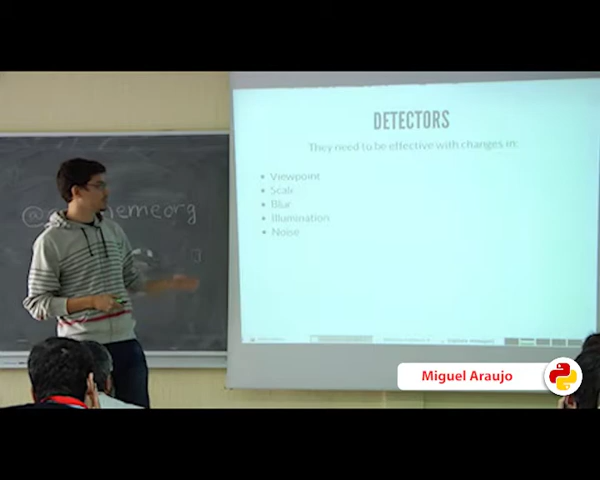 DETECTORS
They need to be effective with changes in:
• Viewpoint
• Scale
• Blur
• Illumination
• Noise
Miguel Araujo